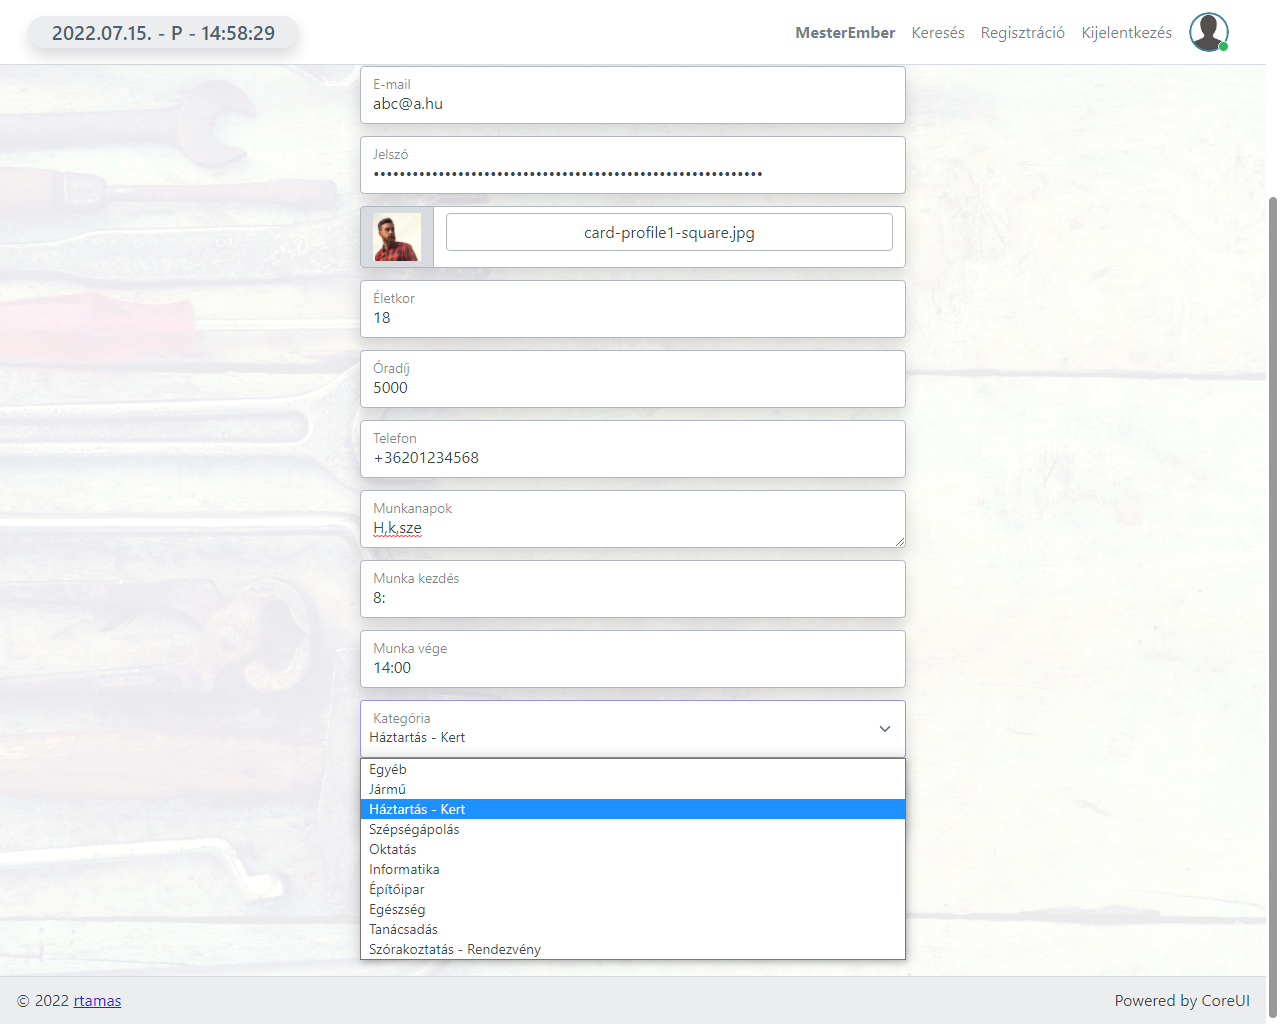 2022.07.15. - P - 14:58:29
MesterEmber Keresés Regisztráció Kijelentkezés
E-mail
abc@a.hu
Jelszó
card-profile1-square.jpg
Életkor
18
Óradíj
5000
Telefon
+36201234568
Munkanapok
H,k,sze
Munka kezdés
8:
Munka vége
14:00
Kategória
Háztartás - Kert
Egyéb
Jármű
Háztartás - Kert
Szépségápolás
Oktatás
Informatika
Építőipar
Egészség
Tanácsadás
Szórakoztatás - Rendezvény
© 2022 rtamas
Powered by CoreUI